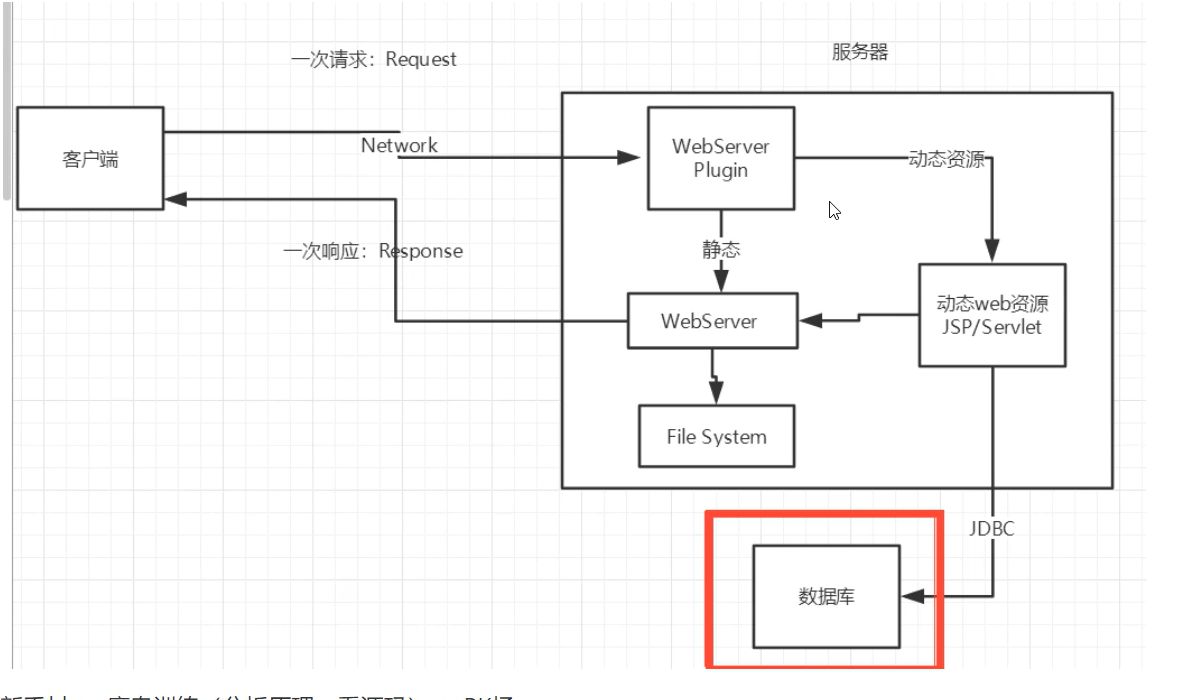 一次请求：Request
服务器
客户端
Network
WebServer
Plugin
动态资源
一次响应：Response
静态
动态web资源
JSP/Servlet
WebServer
File System
JDBC
数据库